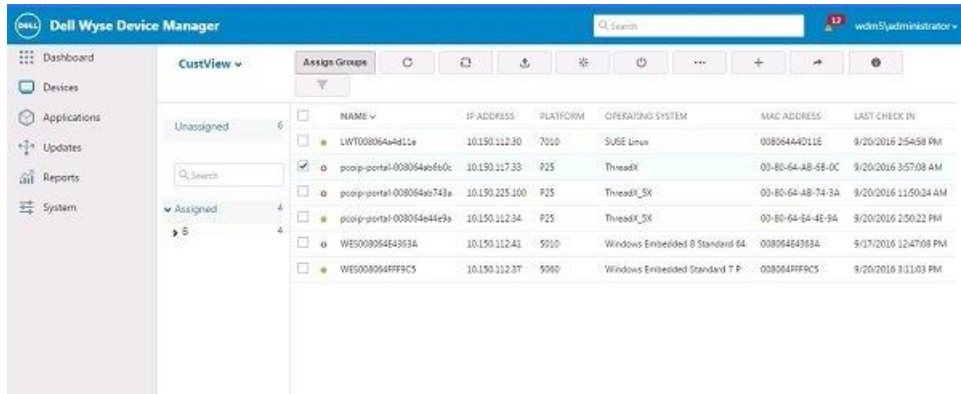 DELL Dell Wyse Device Manager
Search
12
wdm5\administrator
Dashboard
Devices
Applications
Updates
Reports
System
CustView
Unassigned 6
Search
Assigned 4
B 4
Assign Groups
NAME IP ADDRESS PLATFORM OPERATING SYSTEM MAC ADDRESS LAST CHECK IN
LWT008064a4d11e 10.150.112.30 7010 SUSE Linux 008064A4D11E 9/20/2016 2:54:58 PM
pcoip-portal-008064ab6b0c 10.150.117.33 P25 ThreadX 00-80-64-AB-6B-0C 9/20/2016 3:57:08 AM
pcoip-portal-008064ab743a 10.150.225.100 P25 ThreadX_5X 00-80-64-AB-74-3A 9/20/2016 11:50:24 AM
pcoip-portal-008064e44e9a 10.150.112.34 P25 ThreadX_5X 00-80-64-E4-4E-9A 9/20/2016 2:50:22 PM
WES008064E4363A 10.150.112.41 5010 Windows Embedded 8 Standard 64 008064E4363A 9/17/2016 12:47:08 PM
WES008064FFF9C5 10.150.112.37 5060 Windows Embedded Standard 7 P 008064FFF9C5 9/20/2016 3:11:03 PM